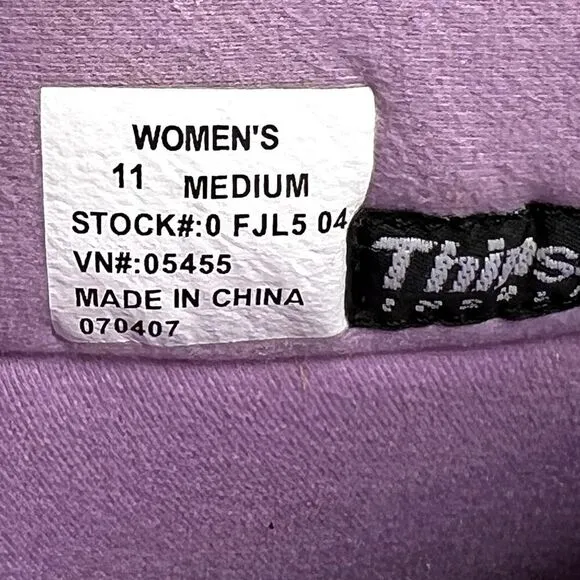 WOMEN'S
11 MEDIUM
STOCK#:0 FJL5 04
VN#:05455
MADE IN CHINA
070407